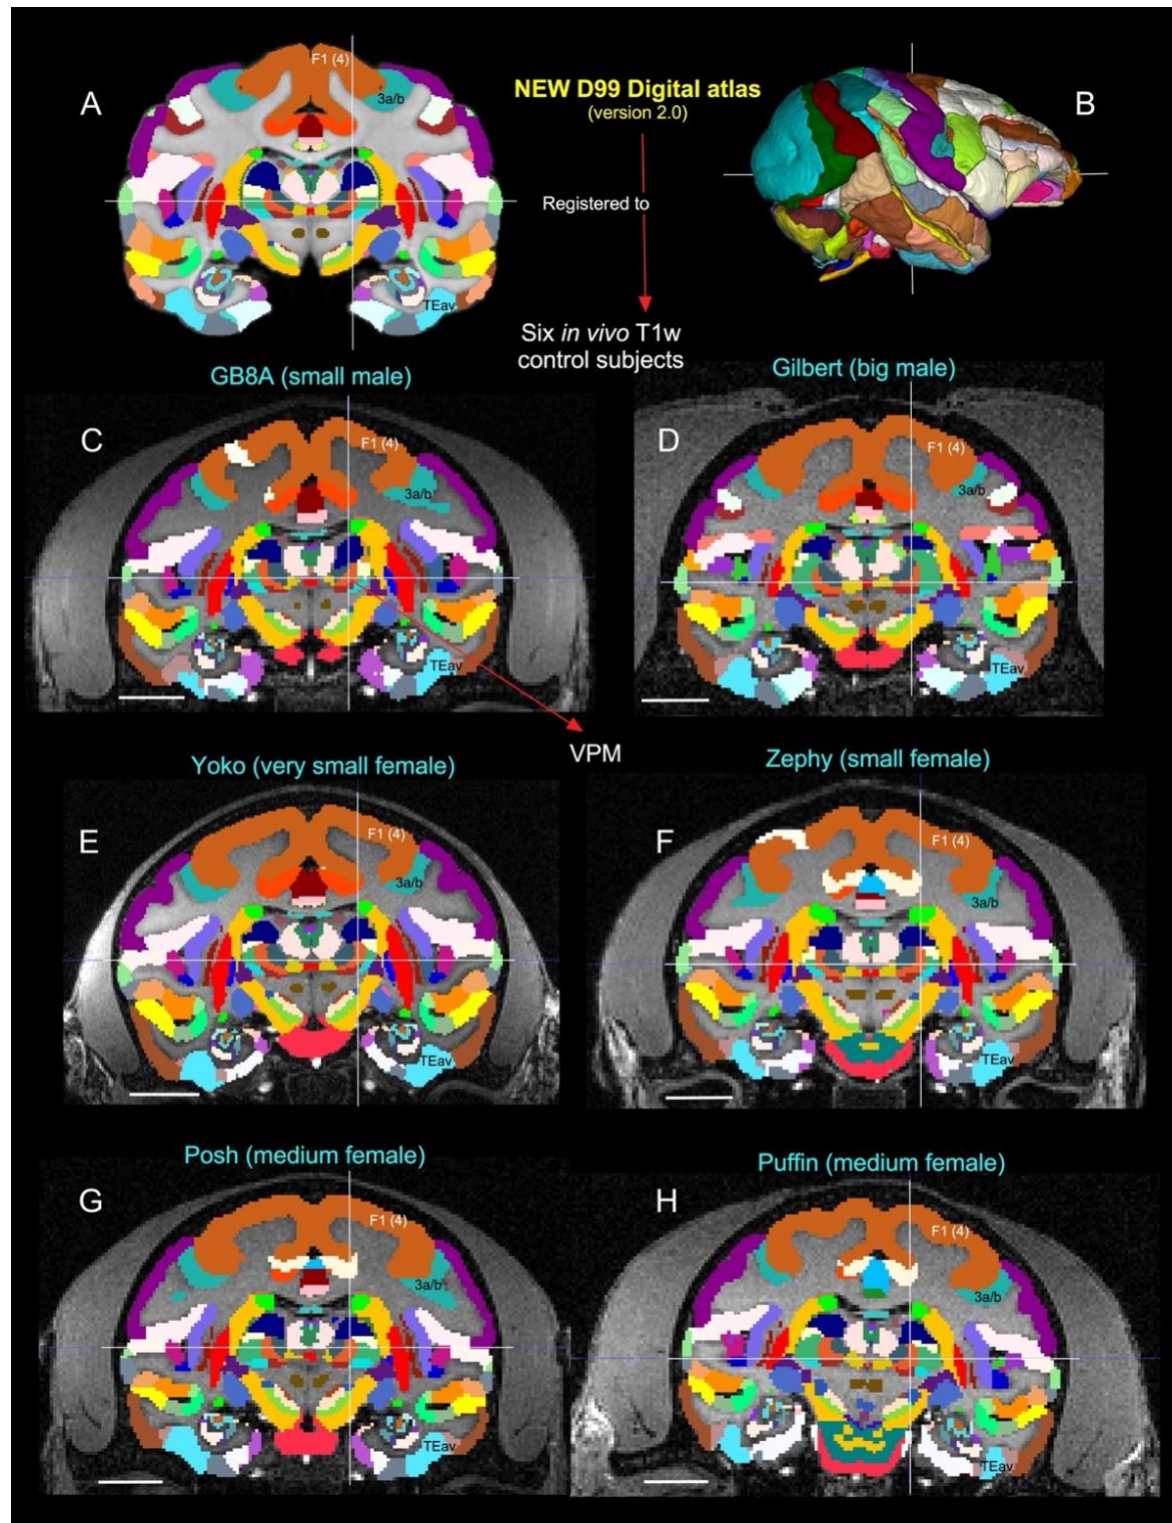 A
F1 (4)
3a/b
TEav
NEW D99 Digital atlas
(version 2.0)
B
Registered to
Six in vivo T1w
control subjects
GB8A (small male)
C
F1 (4)
3a/b
TEav
Gilbert (big male)
D
F1 (4)
3a/b
TEav
VPM
Yoko (very small female)
E
F1 (4)
3a/b
TEav
Zephy (small female)
F
F1 (4)
3a/b
TEav
Posh (medium female)
G
F1 (4)
3a/b
TEav
Puffin (medium female)
H
F1 (4)
3a/b
TEav